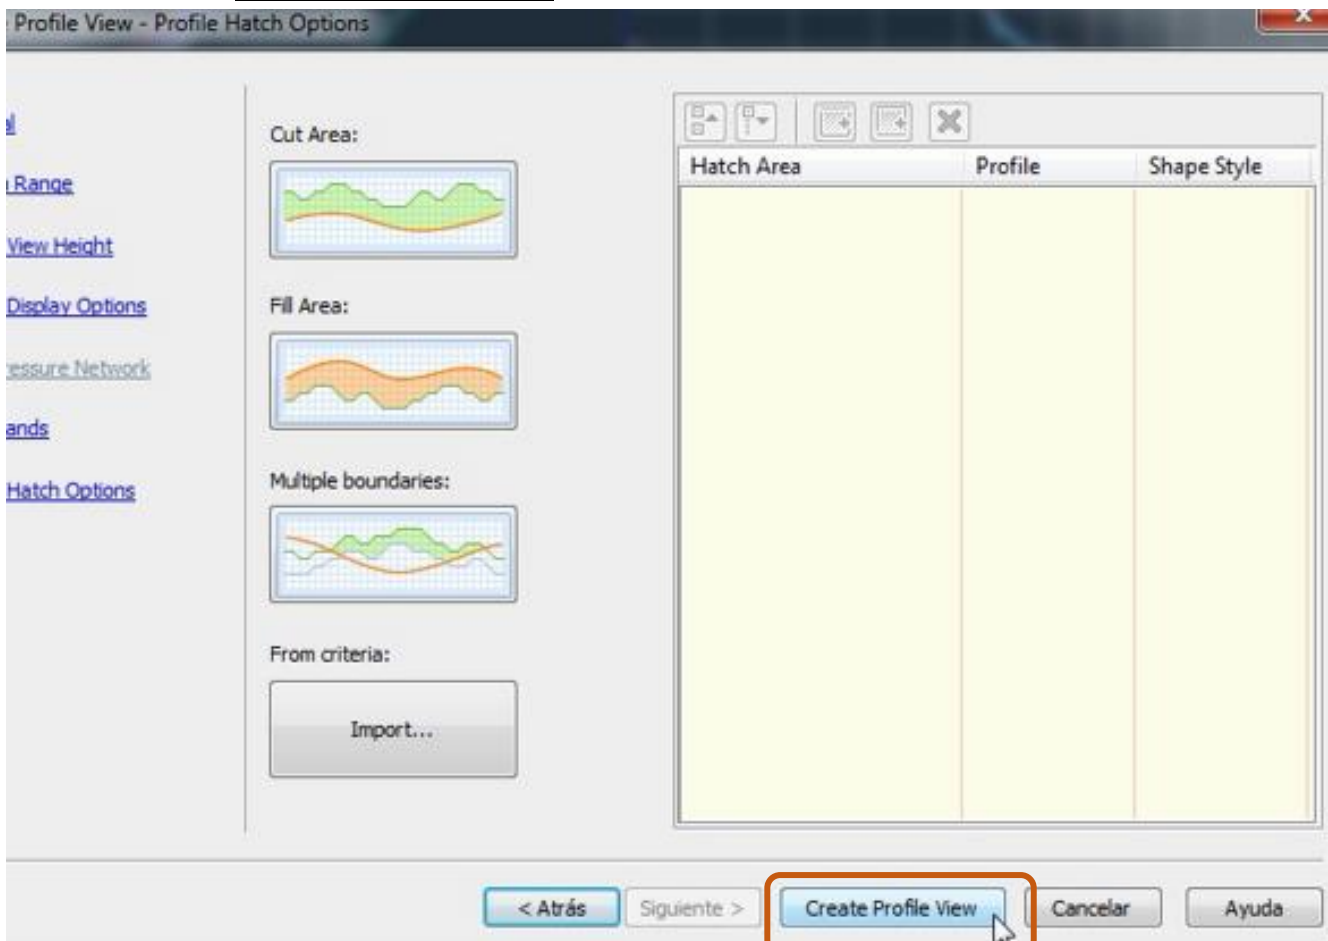 Profile View - Profile Hatch Options
Range
View Height
Display Options
ressure Network
ands
Hatch Options
Cut Area:
Fill Area:
Multiple boundaries:
From criteria:
Import...
Hatch Area Profile Shape Style
< Atrás Siguiente > Create Profile View Cancelar Ayuda